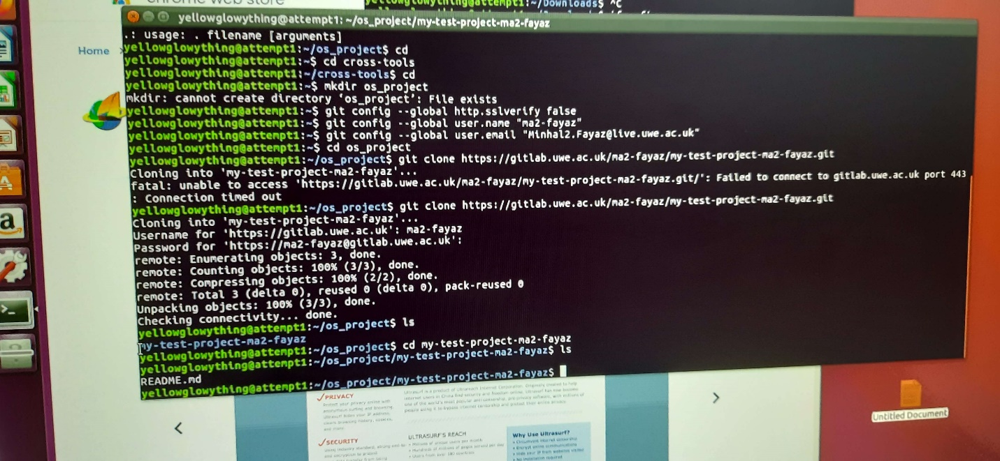 chrome web store
~/Downloads$ ^C
yellowglowything@attempt1: ~/os_project/my-test-project-ma2-fayaz
.: usage: . filename [arguments]
Home
yellowglowything@attempt1:~/os_project$ cd
yellowglowything@attempt1:~$ cd cross-tools
yellowglowything@attempt1:~/cross-tools$ cd
yellowglowything@attempt1:~$ mkdir os_project
mkdir: cannot create directory ‘os_project’: File exists
yellowglowything@attempt1:~$ git config --global http.sslverify false
yellowglowything@attempt1:~$ git config --global user.name "ma2-fayaz"
yellowglowything@attempt1:~$ git config --global user.email "Minhal2.Fayaz@live.uwe.ac.uk"
yellowglowything@attempt1:~$ cd os_project
yellowglowything@attempt1:~/os_project$ git clone https://gitlab.uwe.ac.uk/ma2-fayaz/my-test-project-ma2-fayaz.git
Cloning into 'my-test-project-ma2-fayaz'...
fatal: unable to access 'https://gitlab.uwe.ac.uk/ma2-fayaz/my-test-project-ma2-fayaz.git/': Failed to connect to gitlab.uwe.ac.uk port 443
: Connection timed out
yellowglowything@attempt1:~/os_project$ git clone https://gitlab.uwe.ac.uk/ma2-fayaz/my-test-project-ma2-fayaz.git
Cloning into 'my-test-project-ma2-fayaz'...
Username for 'https://gitlab.uwe.ac.uk': ma2-fayaz
Password for 'https://ma2-fayaz@gitlab.uwe.ac.uk':
remote: Enumerating objects: 3, done.
remote: Counting objects: 100% (3/3), done.
remote: Compressing objects: 100% (2/2), done.
remote: Total 3 (delta 0), reused 0 (delta 0), pack-reused 0
Unpacking objects: 100% (3/3), done.
Checking connectivity... done.
yellowglowything@attempt1:~/os_project$ ls
my-test-project-ma2-fayaz
yellowglowything@attempt1:~/os_project$ cd my-test-project-ma2-fayaz
yellowglowything@attempt1:~/os_project/my-test-project-ma2-fayaz$ ls
README.md
yellowglowything@attempt1:~/os_project/my-test-project-ma2-fayaz$
PRIVACY
SECURITY
ULTRASURF'S REACH
Why Use Ultrasurf?
Untitled Document